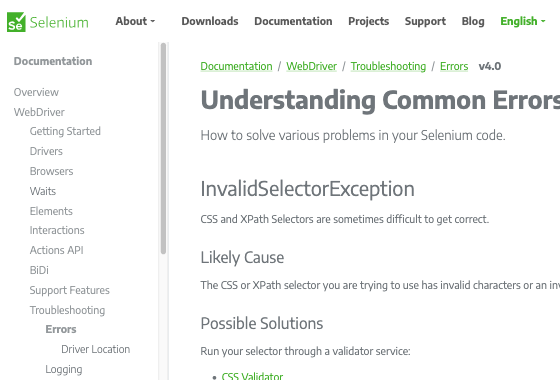 Se Selenium About Downloads Documentation Projects Support Blog English
Documentation
Overview
WebDriver
Getting Started
Drivers
Browsers
Waits
Elements
Interactions
Actions API
BiDi
Support Features
Troubleshooting
Errors
Driver Location
Logging
Documentation / WebDriver / Troubleshooting / Errors v4.0
Understanding Common Errors
How to solve various problems in your Selenium code.
InvalidSelectorException
CSS and XPath Selectors are sometimes difficult to get correct.
Likely Cause
The CSS or XPath selector you are trying to use has invalid characters or an
Possible Solutions
Run your selector through a validator service:
• CSS Validator